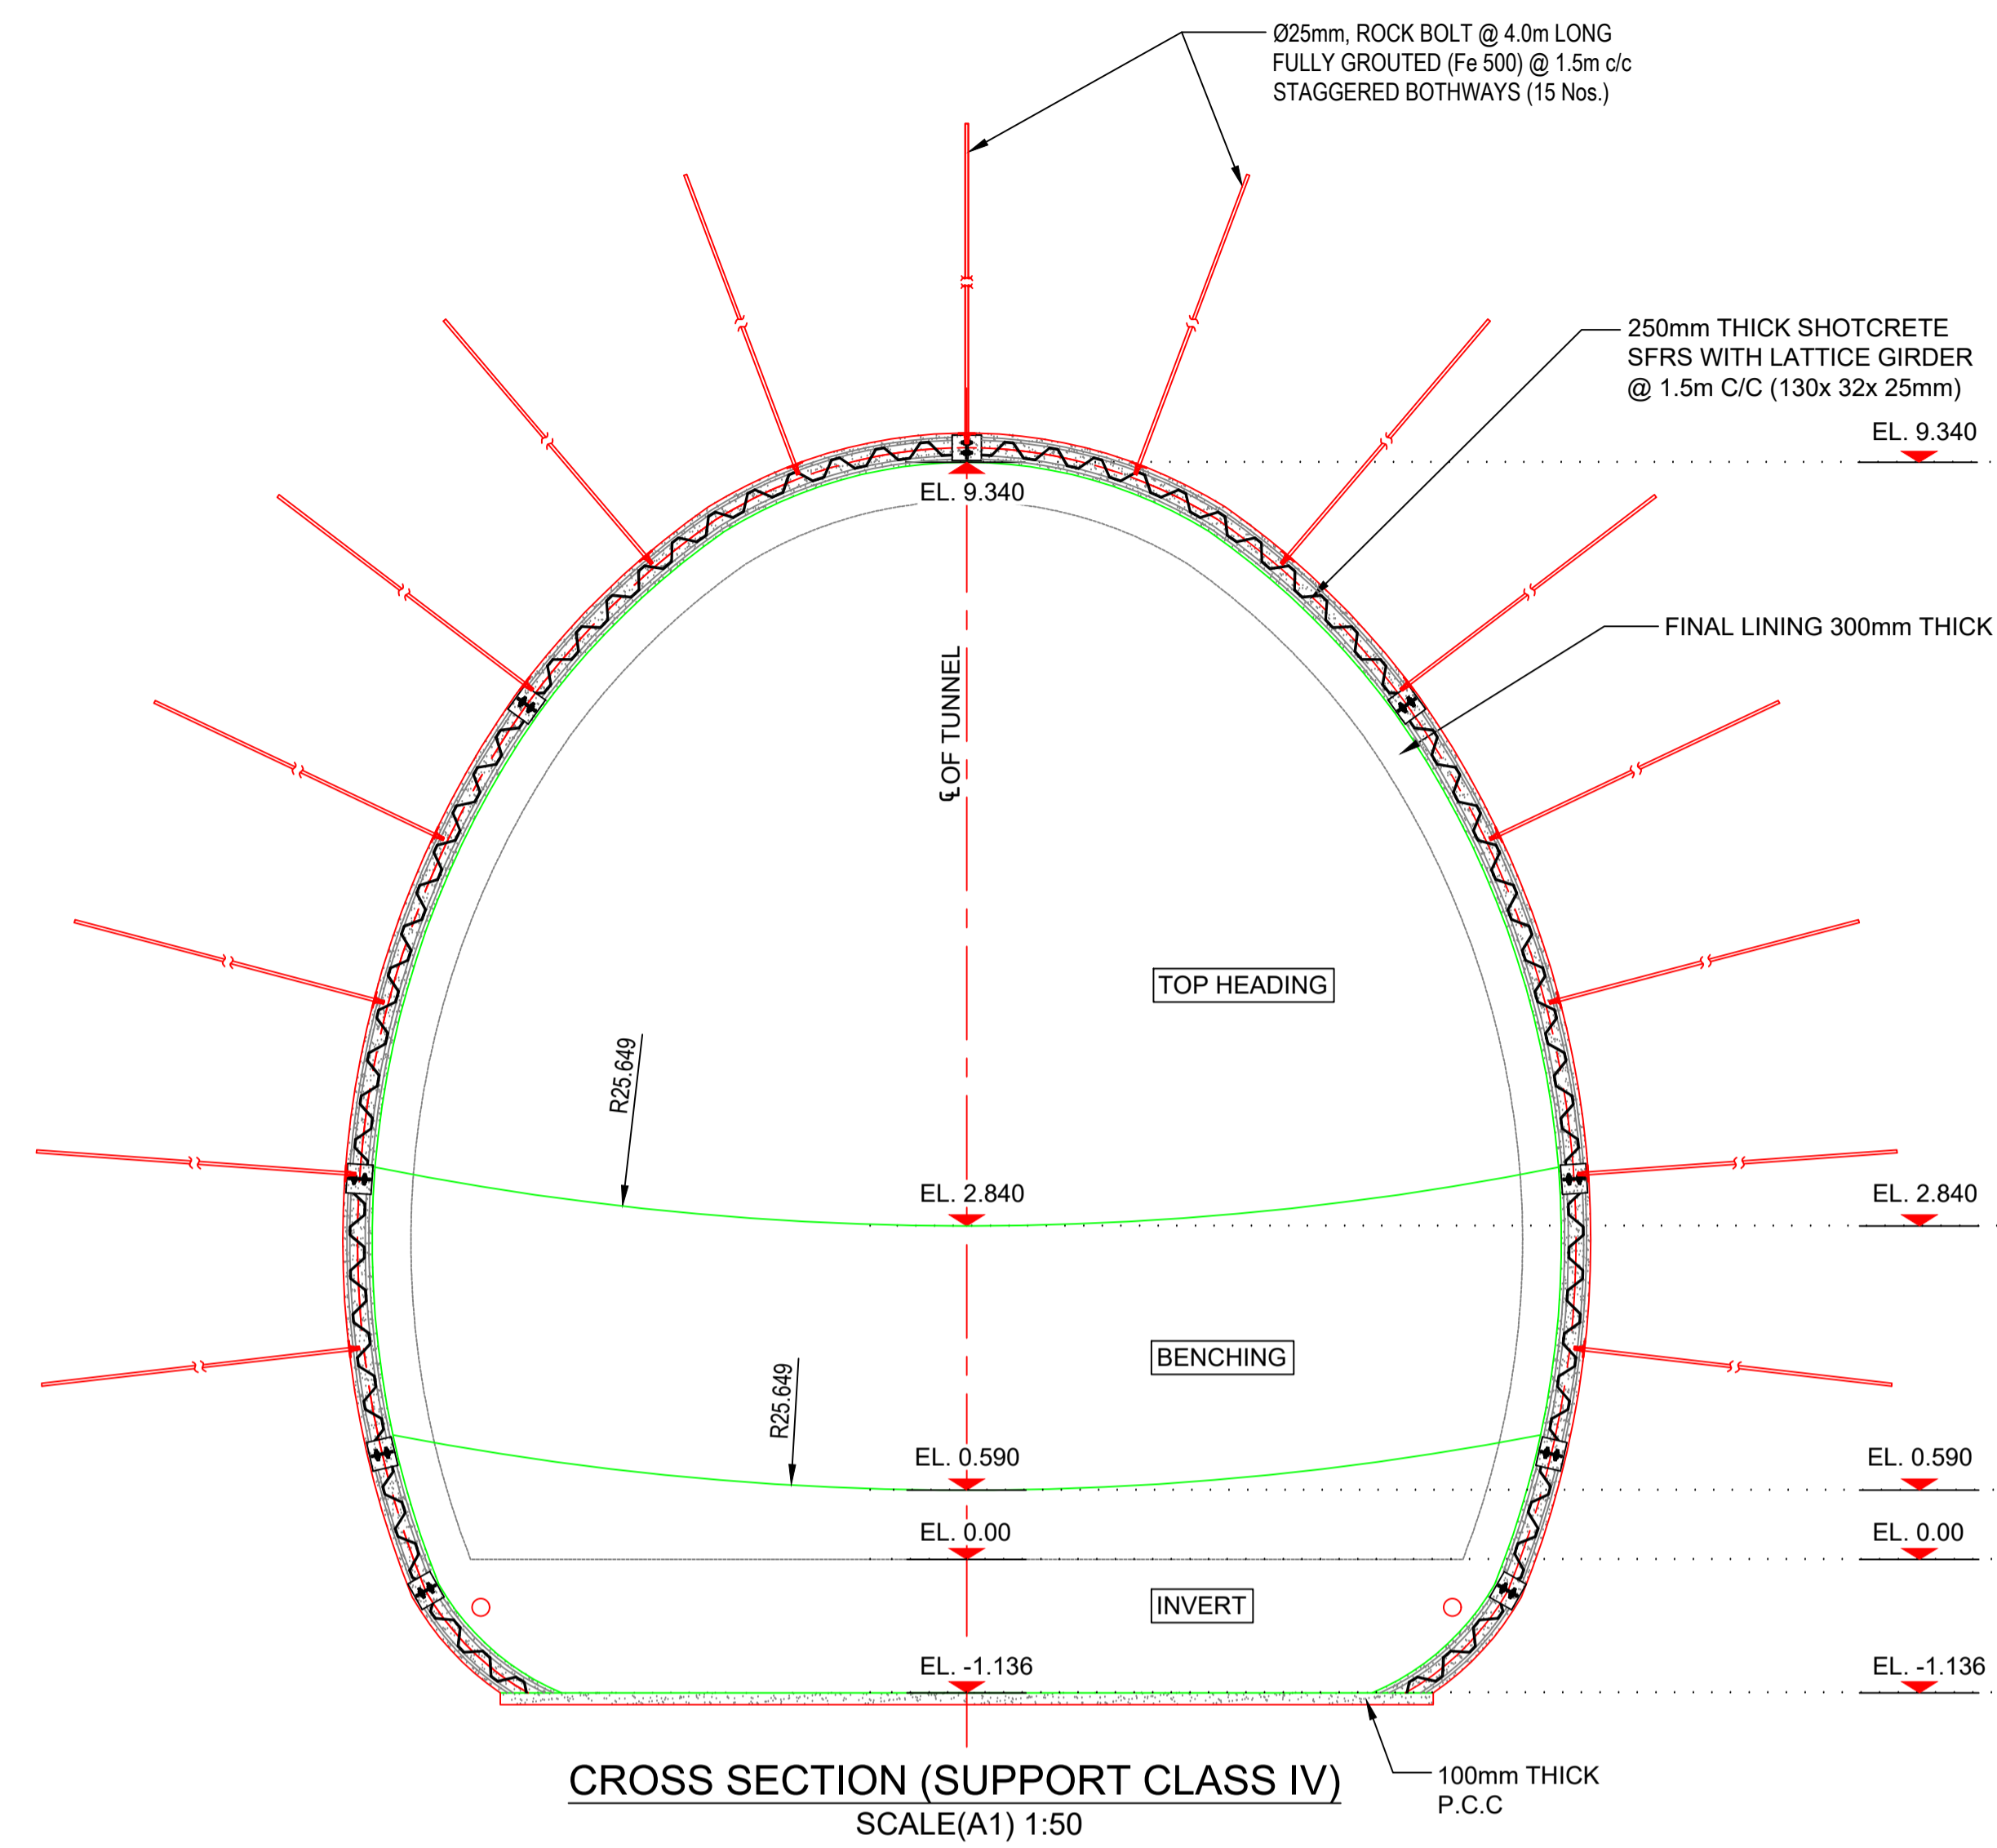 Ø25mm, ROCK BOLT @ 4.0m LONG
FULLY GROUTED (Fe 500) @ 1.5m c/c
STAGGERED BOTHWAYS (15 Nos.)
250mm THICK SHOTCRETE
SFRS WITH LATTICE GIRDER
@ 1.5m C/C (130x 32x 25mm)
EL. 9.340
EL. 9.340
FINAL LINING 300mm THICK
℄ OF TUNNEL
TOP HEADING
R25.649
EL. 2.840
EL. 2.840
BENCHING
R25.649
EL. 0.590
EL. 0.590
EL. 0.00
EL. 0.00
INVERT
EL. -1.136
EL. -1.136
CROSS SECTION (SUPPORT CLASS IV)
SCALE(A1) 1:50
100mm THICK
P.C.C